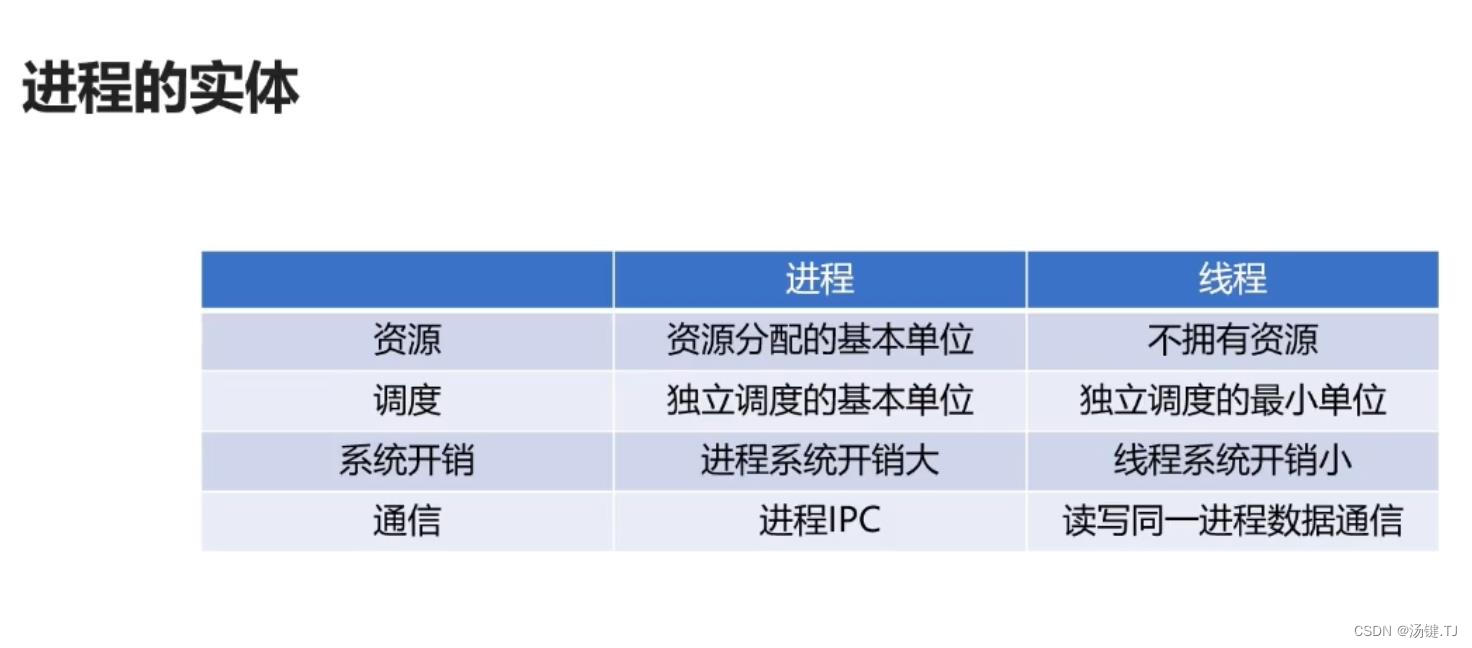 进程的实体
进程 线程
资源 资源分配的基本单位 不拥有资源
调度 独立调度的基本单位 独立调度的最小单位
系统开销 进程系统开销大 线程系统开销小
通信 进程IPC 读写同一进程数据通信
CSDN @汤键.TJ